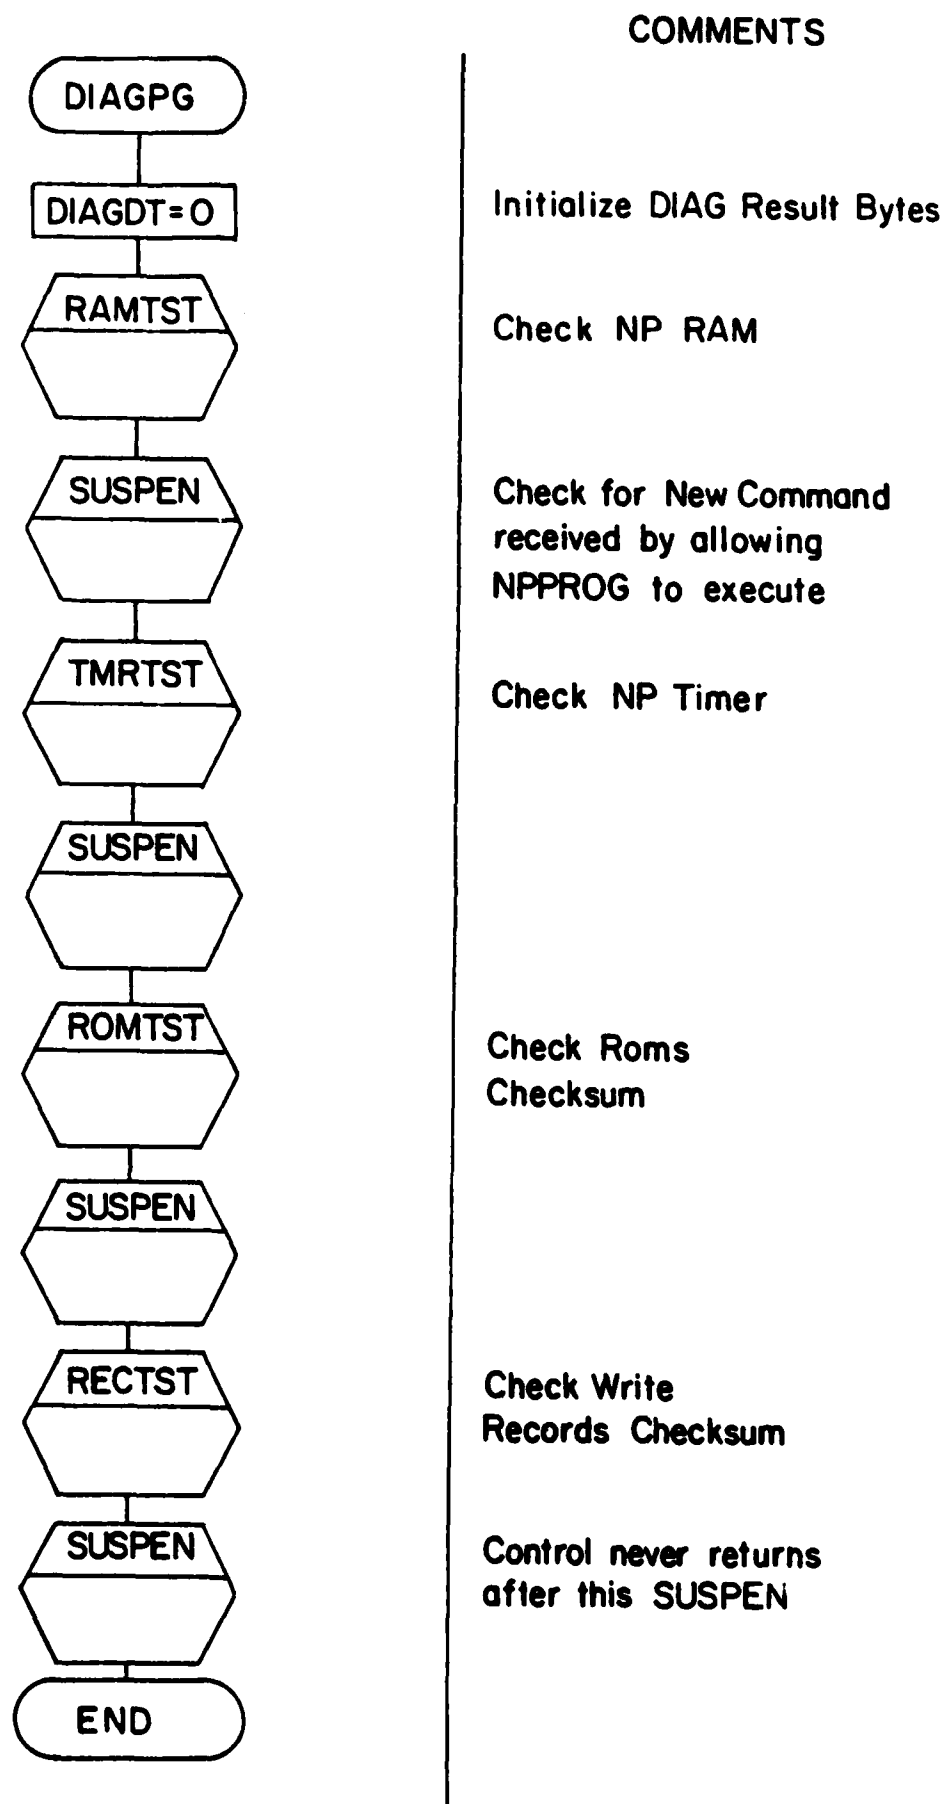 COMMENTS
DIAGPG
DIAGDT=0
Initialize DIAG Result Bytes
RAMTST
Check NP RAM
SUSPEN
Check for New Command
received by allowing
NPPROG to execute
TMRTST
Check NP Timer
SUSPEN
ROMTST
Check Roms
Checksum
SUSPEN
RECTST
Check Write
Records Checksum
SUSPEN
Control never returns
after this SUSPEN
END